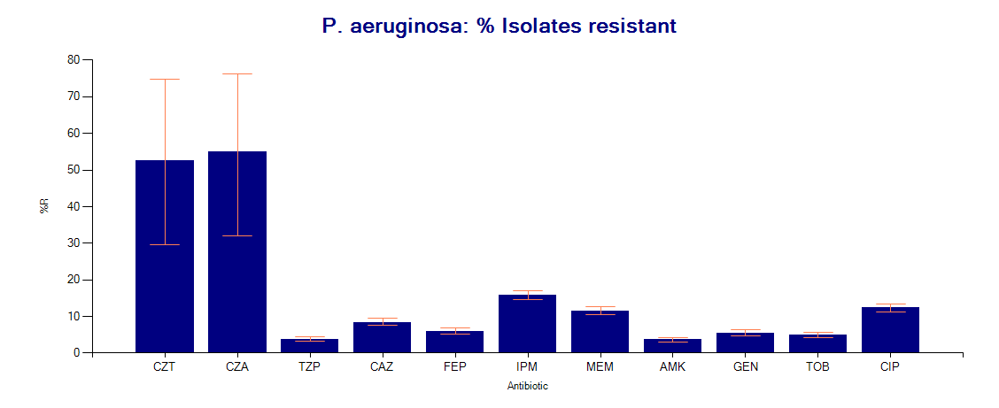 P. aeruginosa: % Isolates resistant
80
70
60
50
40
30
20
10
0
%R
CZT CZA TZP CAZ FEP IPM MEM AMK GEN TOB CIP
Antibiotic